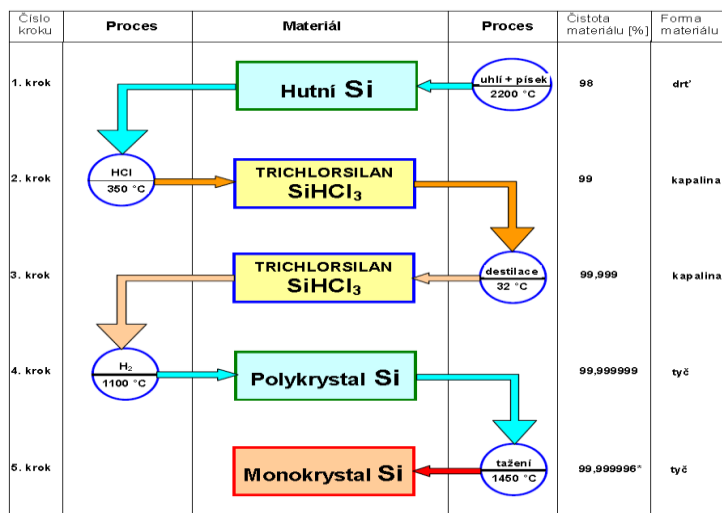 Číslo
kroku
Proces
Materiál
Proces
Čistota
materiálu [%]
Forma
materiálu
1. krok
Hutní Si
uhlí + písek
2200 °C
98
drť
2. krok
HCl
350 °C
TRICHLORSILAN
SiHCl₃
99
kapalina
3. krok
TRICHLORSILAN
SiHCl₃
destilace
32 °C
99,999
kapalina
4. krok
H₂
1100 °C
Polykrystal Si
99,999999
tyč
5. krok
Monokrystal Si
tažení
1450 °C
99,999996*
tyč